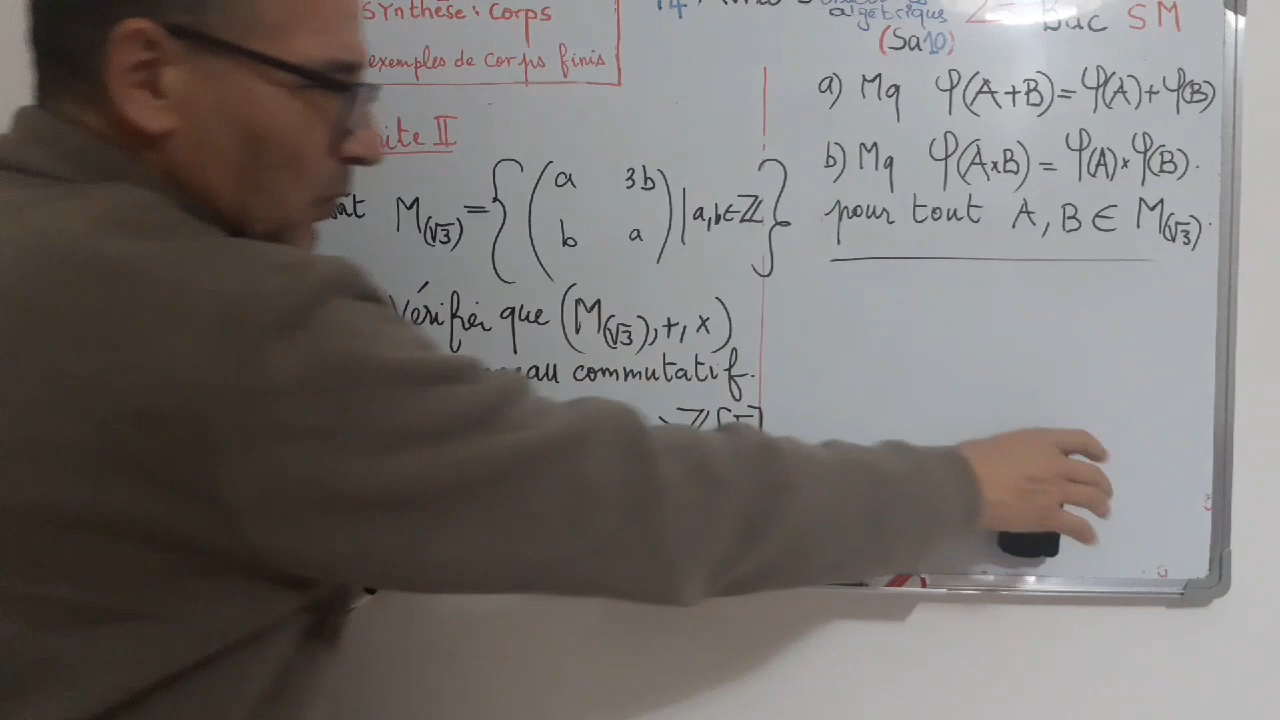 Synthèse : Corps
exemples de corps finis
II
M(√3) = { ( a 3b
b a ) | a,b ∈ ℤ }
Vérifier que (M(√3), +, ×)
commutatif.
algébrique
(Sa10)
Bac SM
a) Mq φ(A+B) = φ(A) + φ(B)
b) Mq φ(A×B) = φ(A) × φ(B).
pour tout A, B ∈ M(√3).